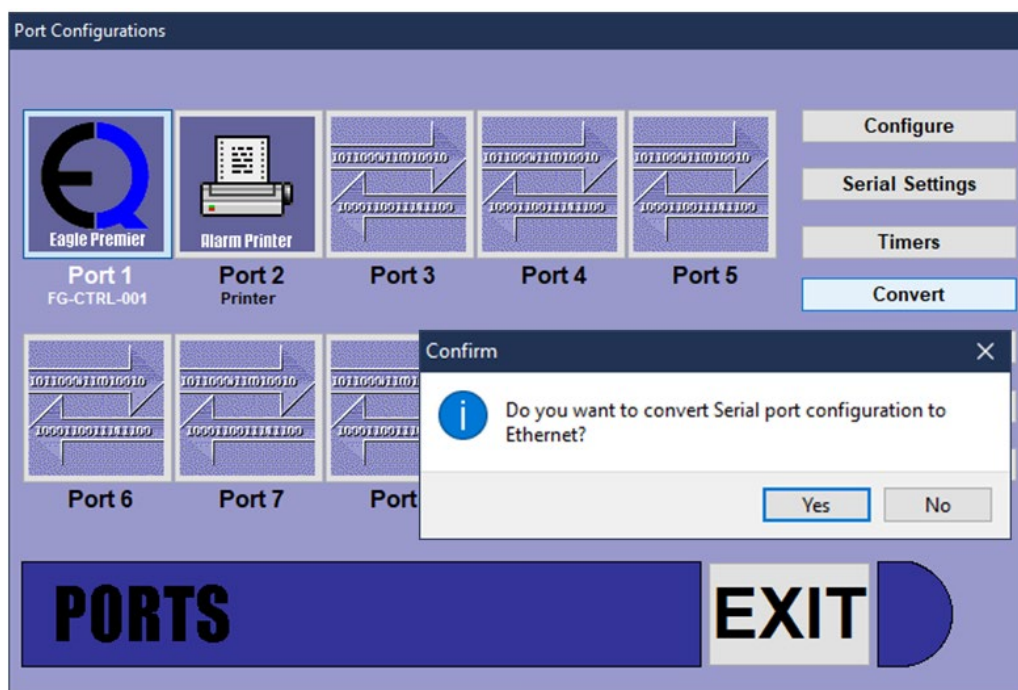 Port Configurations
Eagle Premier
Port 1
FG-CTRL-001
Alarm Printer
Port 2
Printer
Port 3
Port 4
Port 5
Configure
Serial Settings
Timers
Convert
Port 6
Port 7
Port
Confirm
Do you want to convert Serial port configuration to
Ethernet?
Yes
No
PORTS
EXIT